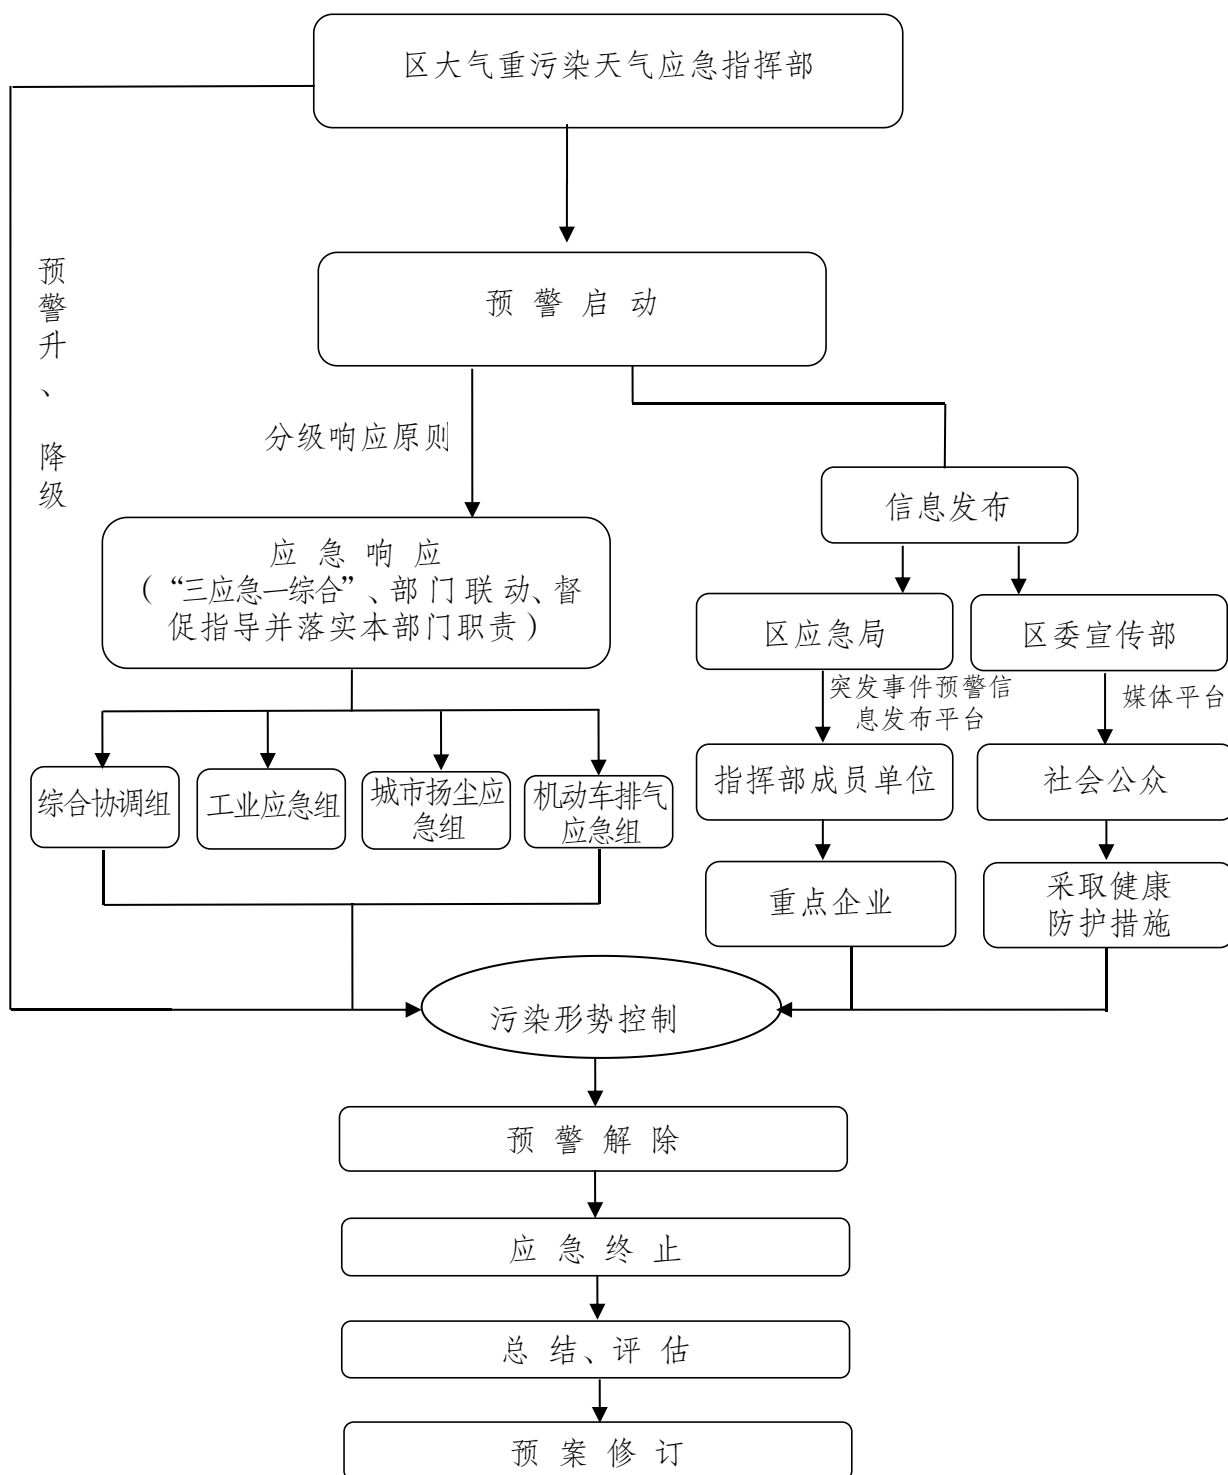 区大气重污染天气应急指挥部
预警升、降级
预警启动
分级响应原则
信息发布
应急响应
（“三应急一综合”、部门联动、督
促指导并落实本部门职责）
区应急局
区委宣传部
突发事件预警信
息发布平台
媒体平台
综合协调组
工业应急组
城市扬尘应
急组
机动车排气
应急组
指挥部成员单位
社会公众
重点企业
采取健康
防护措施
污染形势控制
预警解除
应急终止
总结、评估
预案修订